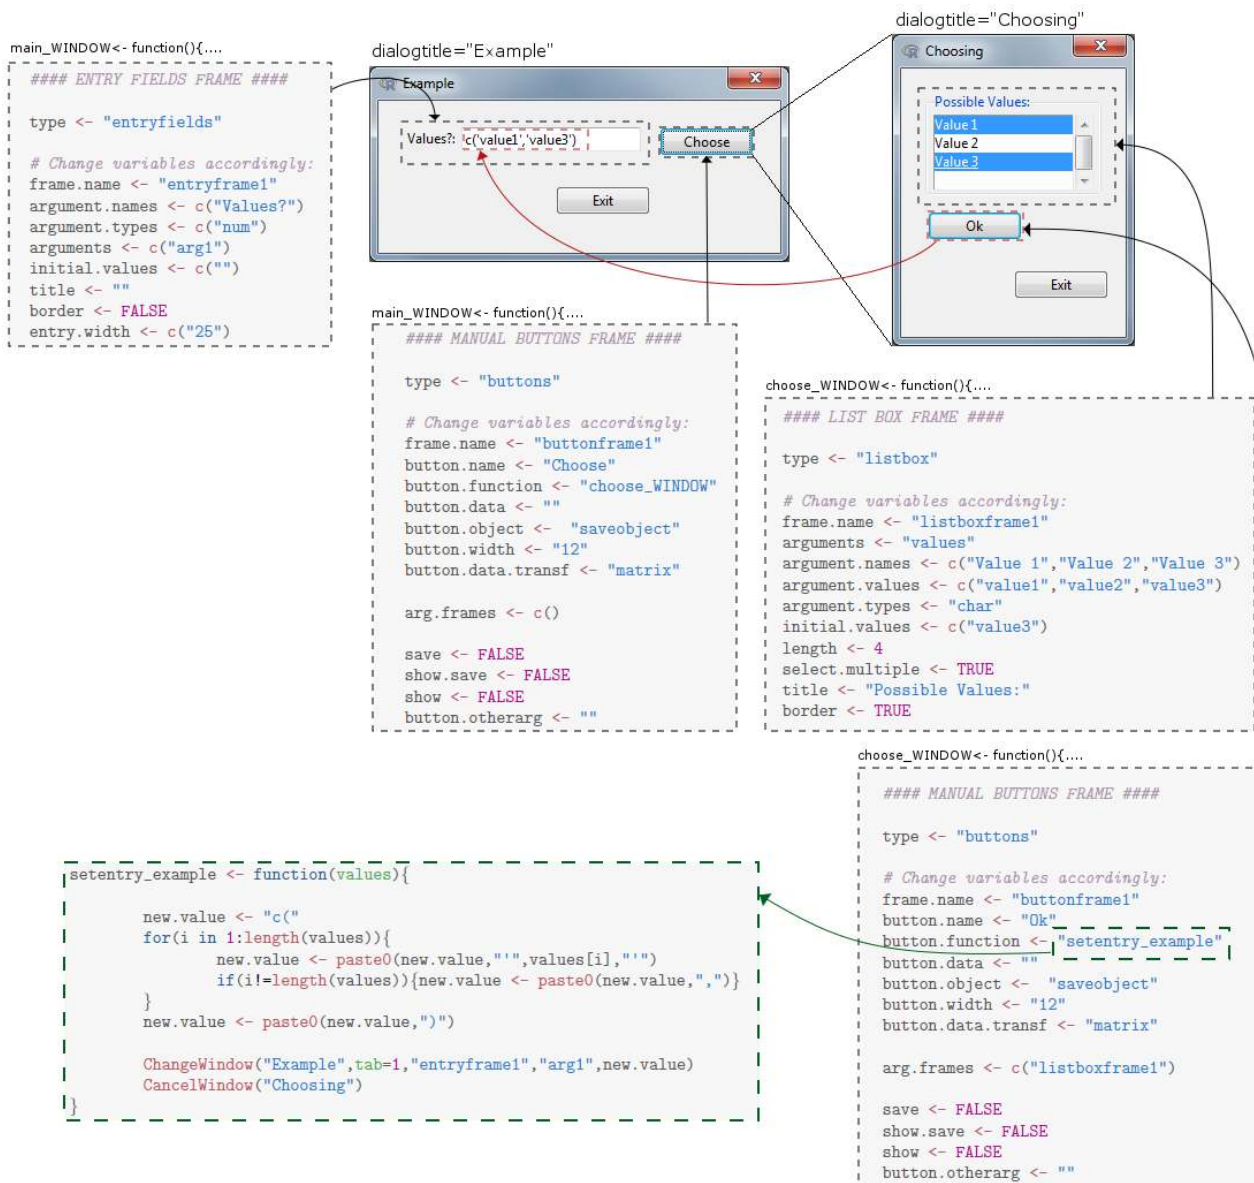 main_WINDOW<- function(){....
#### ENTRY FIELDS FRAME ####
type <- "entryfields"
# Change variables accordingly:
frame.name <- "entryframe1"
argument.names <- c("Values?")
argument.types <- c("num")
arguments <- c("arg1")
initial.values <- c("")
title <- ""
border <- FALSE
entry.width <- c("25")
dialogtitle="Example"
Example
Values?: c('value1','value3')
Choose
Exit
dialogtitle="Choosing"
Choosing
Possible Values:
Value 1
Value 2
Value 3
Ok
Exit
main_WINDOW<- function(){....
#### MANUAL BUTTONS FRAME ####
type <- "buttons"
# Change variables accordingly:
frame.name <- "buttonframe1"
button.name <- "Choose"
button.function <- "choose_WINDOW"
button.data <- ""
button.object <-  "saveobject"
button.width <- "12"
button.data.transf <- "matrix"
arg.frames <- c()
save <- FALSE
show.save <- FALSE
show <- FALSE
button.otherarg <- ""
choose_WINDOW<- function(){....
#### LIST BOX FRAME ####
type <- "listbox"
# Change variables accordingly:
frame.name <- "listboxframe1"
arguments <- "values"
argument.names <- c("Value 1","Value 2","Value 3")
argument.values <- c("value1","value2","value3")
argument.types <- "char"
initial.values <- c("value3")
length <- 4
select.multiple <- TRUE
title <- "Possible Values:"
border <- TRUE
choose_WINDOW<- function(){....
#### MANUAL BUTTONS FRAME ####
type <- "buttons"
# Change variables accordingly:
frame.name <- "buttonframe1"
button.name <- "Ok"
button.function <- "setentry_example"
button.data <- ""
button.object <-  "saveobject"
button.width <- "12"
button.data.transf <- "matrix"
arg.frames <- c("listboxframe1")
save <- FALSE
show.save <- FALSE
show <- FALSE
button.otherarg <- ""
setentry_example <- function(values){
new.value <- "c("
for(i in 1:length(values)){
new.value <- paste0(new.value,"'",values[i],"'")
if(i!=length(values)){new.value <- paste0(new.value,",")}
}
new.value <- paste0(new.value,")")
ChangeWindow("Example",tab=1,"entryframe1","arg1",new.value)
CancelWindow("Choosing")
}